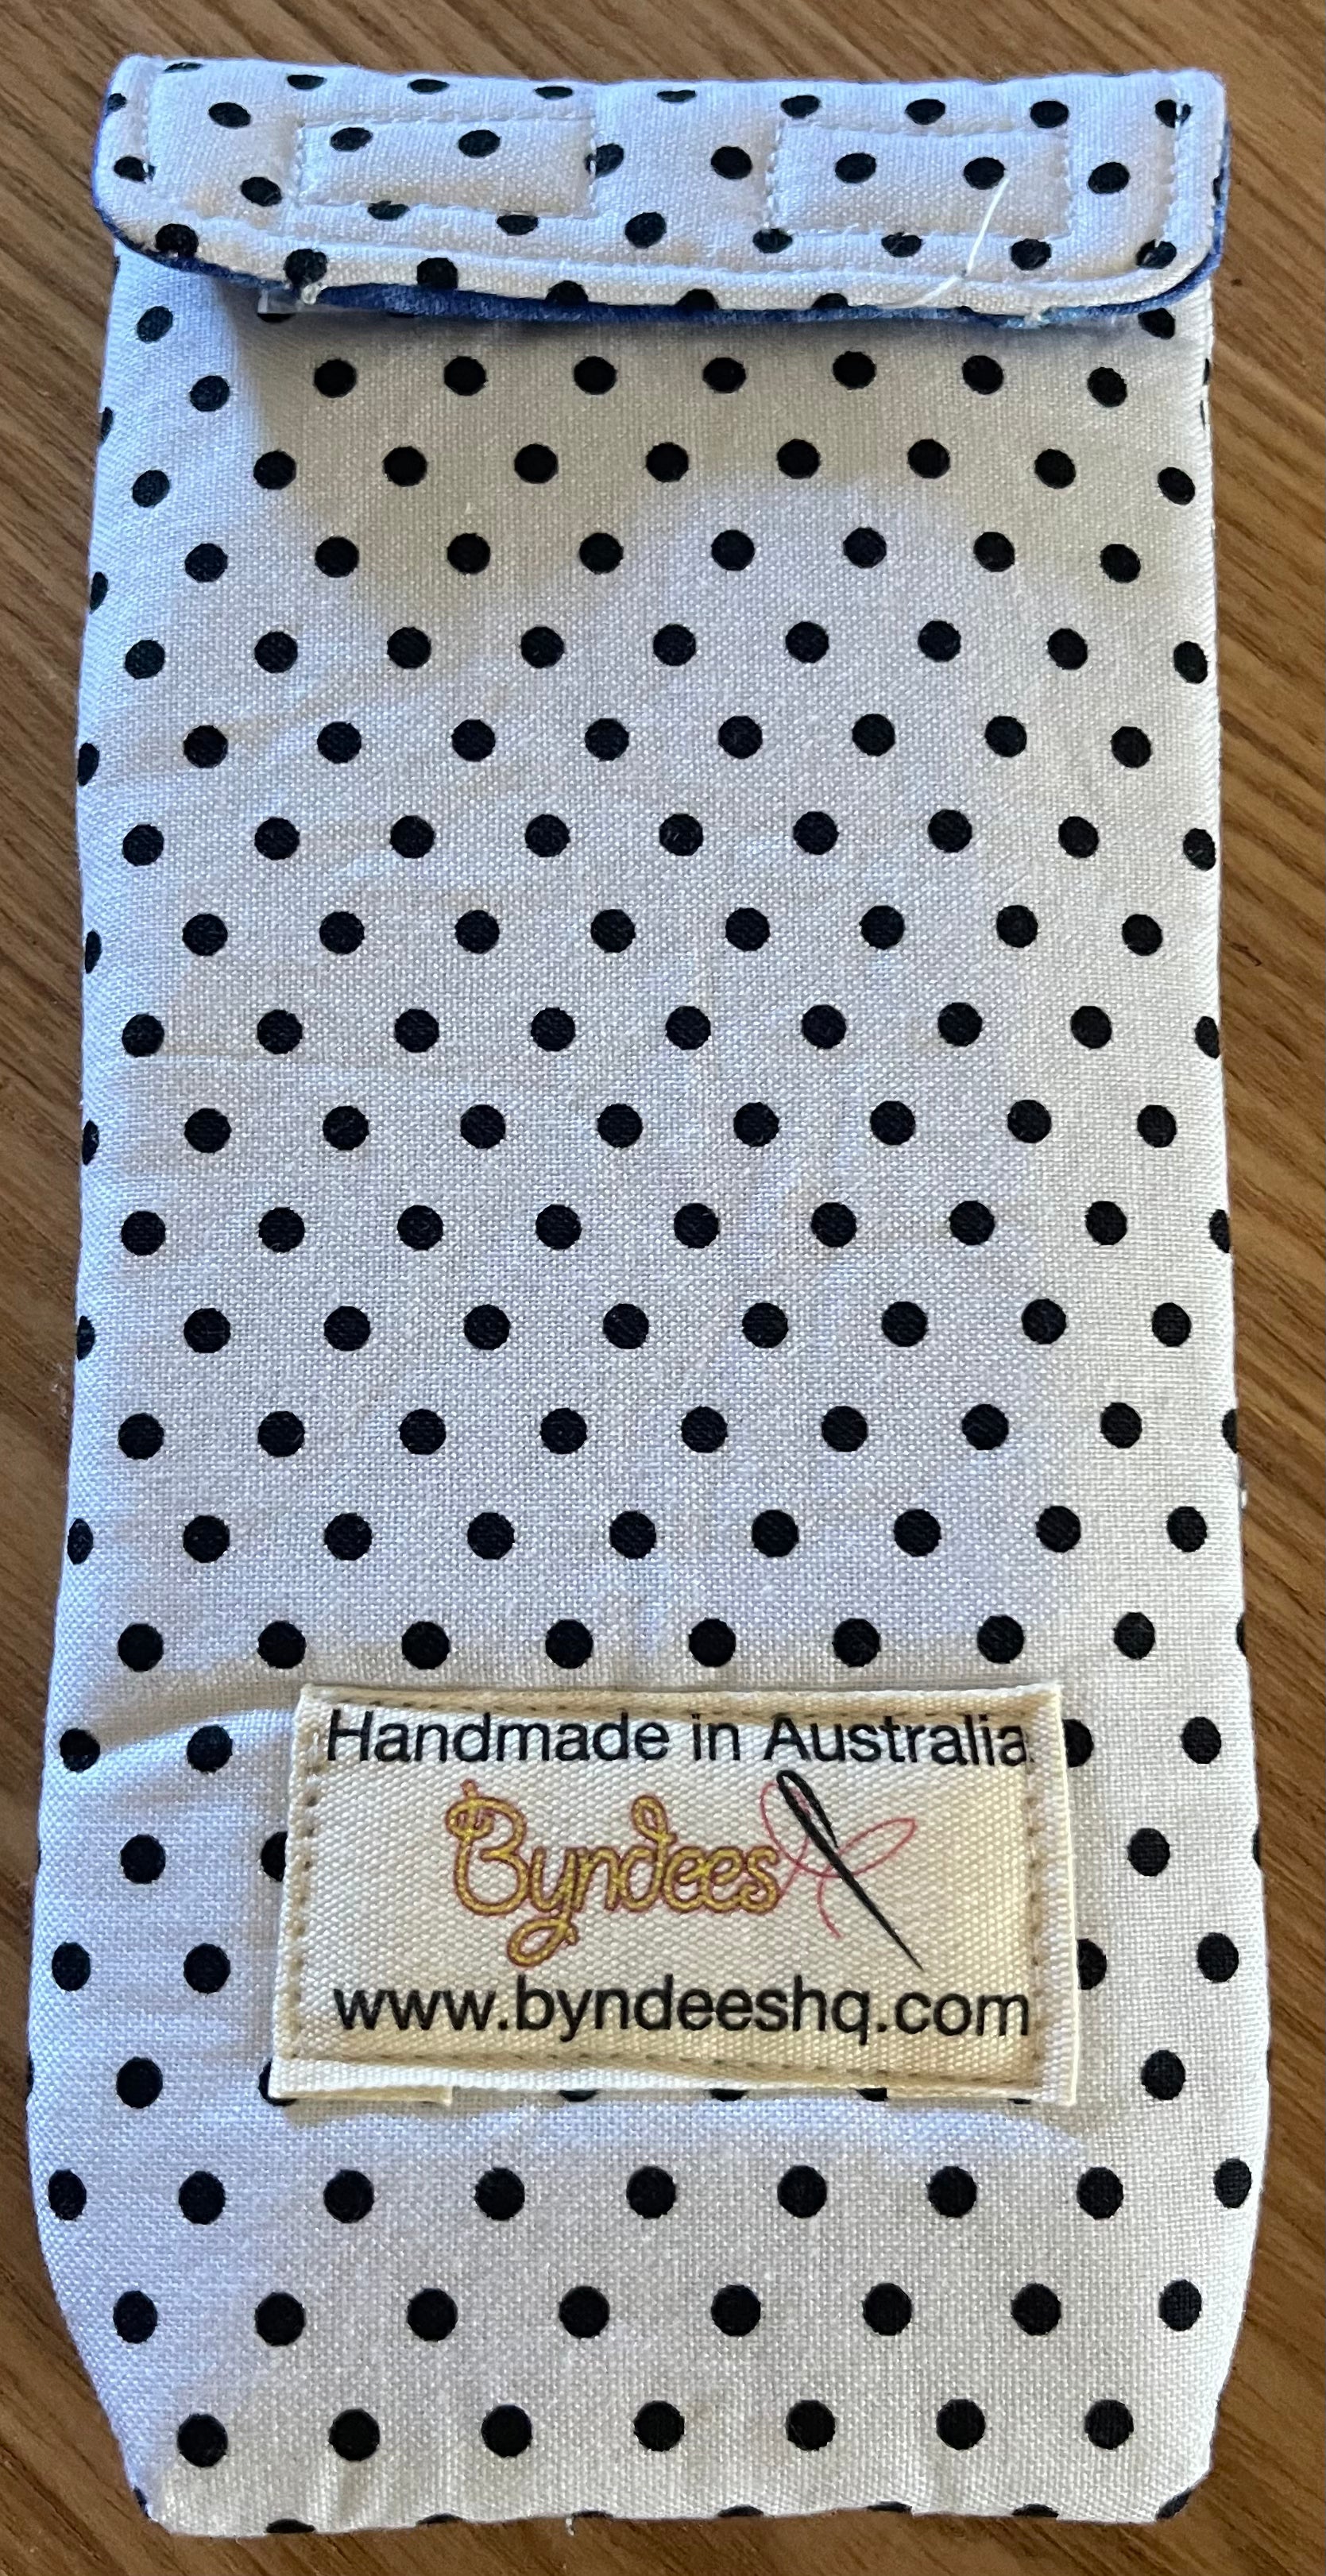 Handmade in Australia
Byndees
www.byndeeshq.com